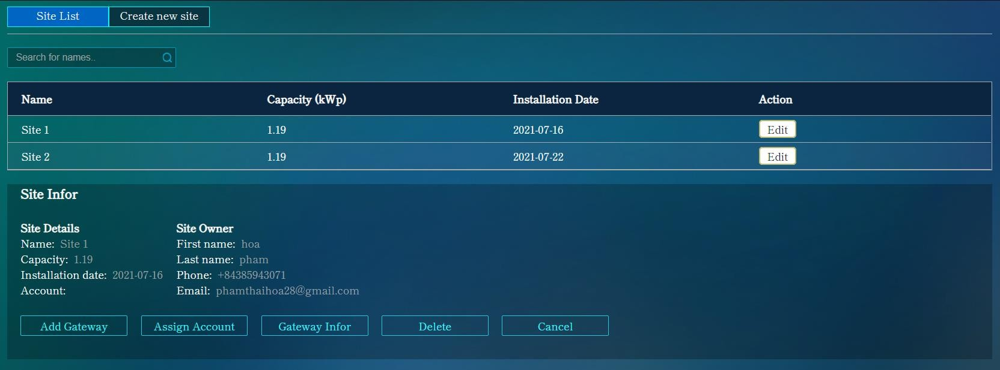 Site List Create new site
Search for names..
Name Capacity (kWp) Installation Date Action
Site 1 1.19 2021-07-16 Edit
Site 2 1.19 2021-07-22 Edit
Site Infor
Site Details Site Owner
Name: Site 1 First name: hoa
Capacity: 1.19 Last name: pham
Installation date: 2021-07-16 Phone: +84385943071
Account: Email: phamthaihoa28@gmail.com
Add Gateway Assign Account Gateway Infor Delete Cancel